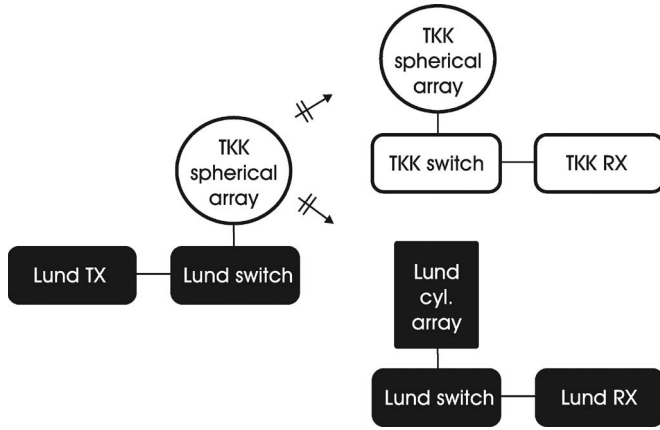 TKK
spherical
array
TKK switch
TKK RX
TKK
spherical
array
Lund TX
Lund switch
Lund
cyl.
array
Lund switch
Lund RX